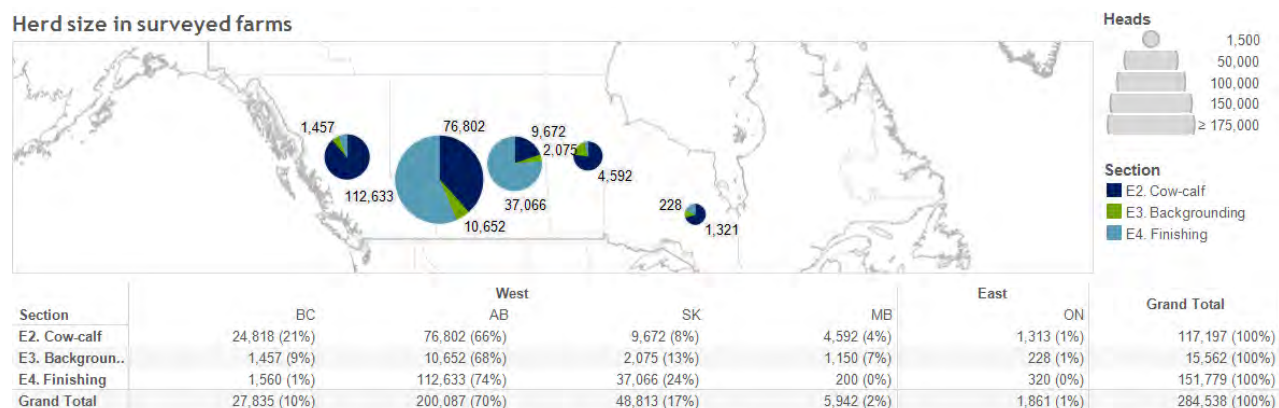 Herd size in surveyed farms
Heads
1,500
50,000
100,000
150,000
≥ 175,000
1,457
76,802
9,672
2,075
4,592
112,633
37,066
10,652
228
1,321
Section
E2. Cow-calf
E3. Backgrounding
E4. Finishing
West East
Section BC AB SK MB ON Grand Total
E2. Cow-calf 24,818 (21%) 76,802 (66%) 9,672 (8%) 4,592 (4%) 1,313 (1%) 117,197 (100%)
E3. Backgroun.. 1,457 (9%) 10,652 (68%) 2,075 (13%) 1,150 (7%) 228 (1%) 15,562 (100%)
E4. Finishing 1,560 (1%) 112,633 (74%) 37,066 (24%) 200 (0%) 320 (0%) 151,779 (100%)
Grand Total 27,835 (10%) 200,087 (70%) 48,813 (17%) 5,942 (2%) 1,861 (1%) 284,538 (100%)